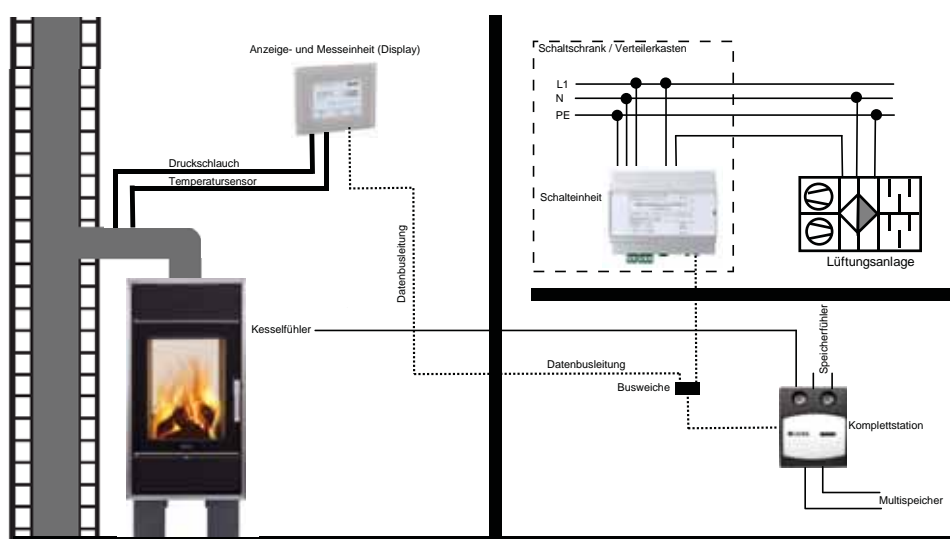 Anzeige- und Messeinheit (Display)
Schaltschrank / Verteilerkasten
L1
N
PE
Druckschlauch
Temperatursensor
Schalteinheit
Lüftungsanlage
Datenbusleitung
Kesselfühler
Speicherfühler
Datenbusleitung
Busweiche
Komplettstation
Multispeicher